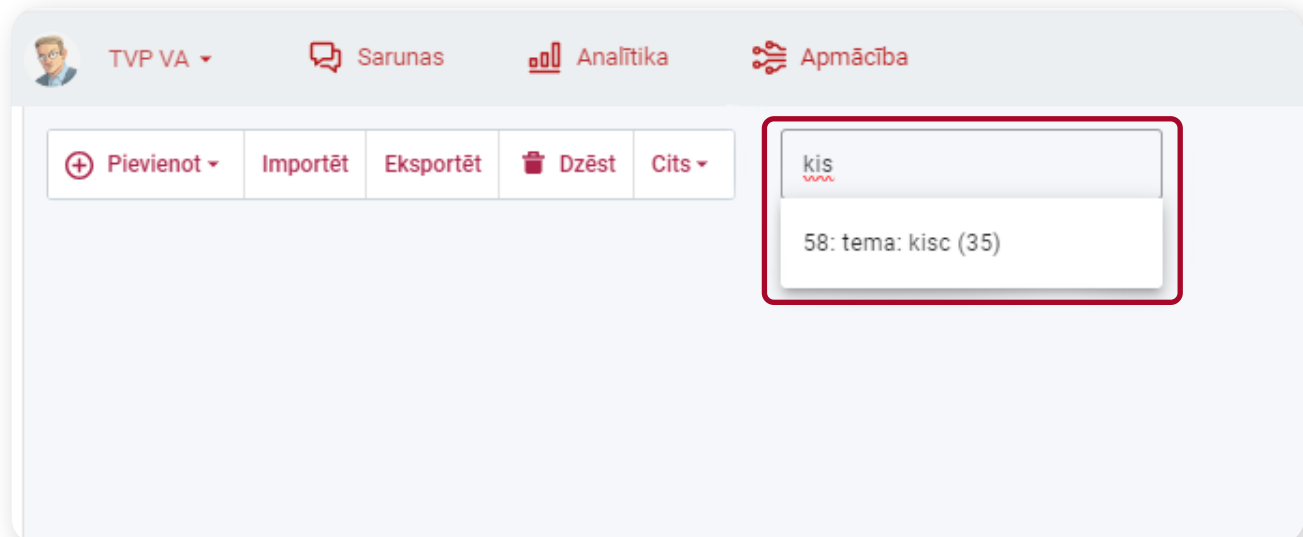 TVP VA Sarunas Analītika Apmācība
Pievienot Importēt Eksportēt Dzēst Cits kis
58: tema: kisc (35)